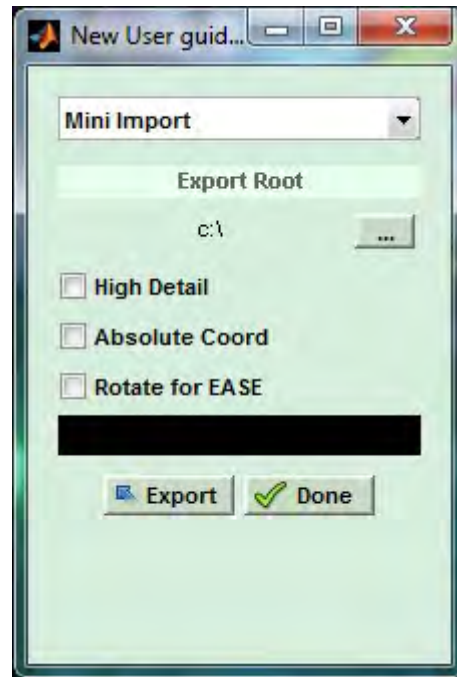 New User guid...
Mini Import
Export Root
c:\
...
High Detail
Absolute Coord
Rotate for EASE
Export
Done